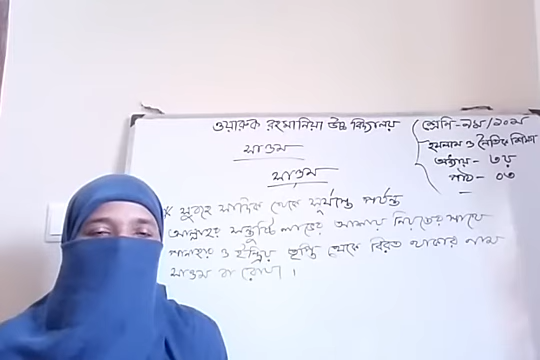 ওয়ারুক রহমানিয়া উচ্চ বিদ্যালয়
শ্রেণি - ৯ম/১০ম
ইসলাম ও নৈতিক শিক্ষা
অধ্যায় - ৩য়
পাঠ - ০৩
সাওম
সাওম
* সুবহে সাদিক থেকে সূর্যাস্ত পর্যন্ত
আল্লাহর সন্তুষ্টি লাভের আশায় নিয়তের সাথে
পানাহার ও ইন্দ্রিয় তৃপ্তি থেকে বিরত থাকার নাম
সাওম বা রোযা ।